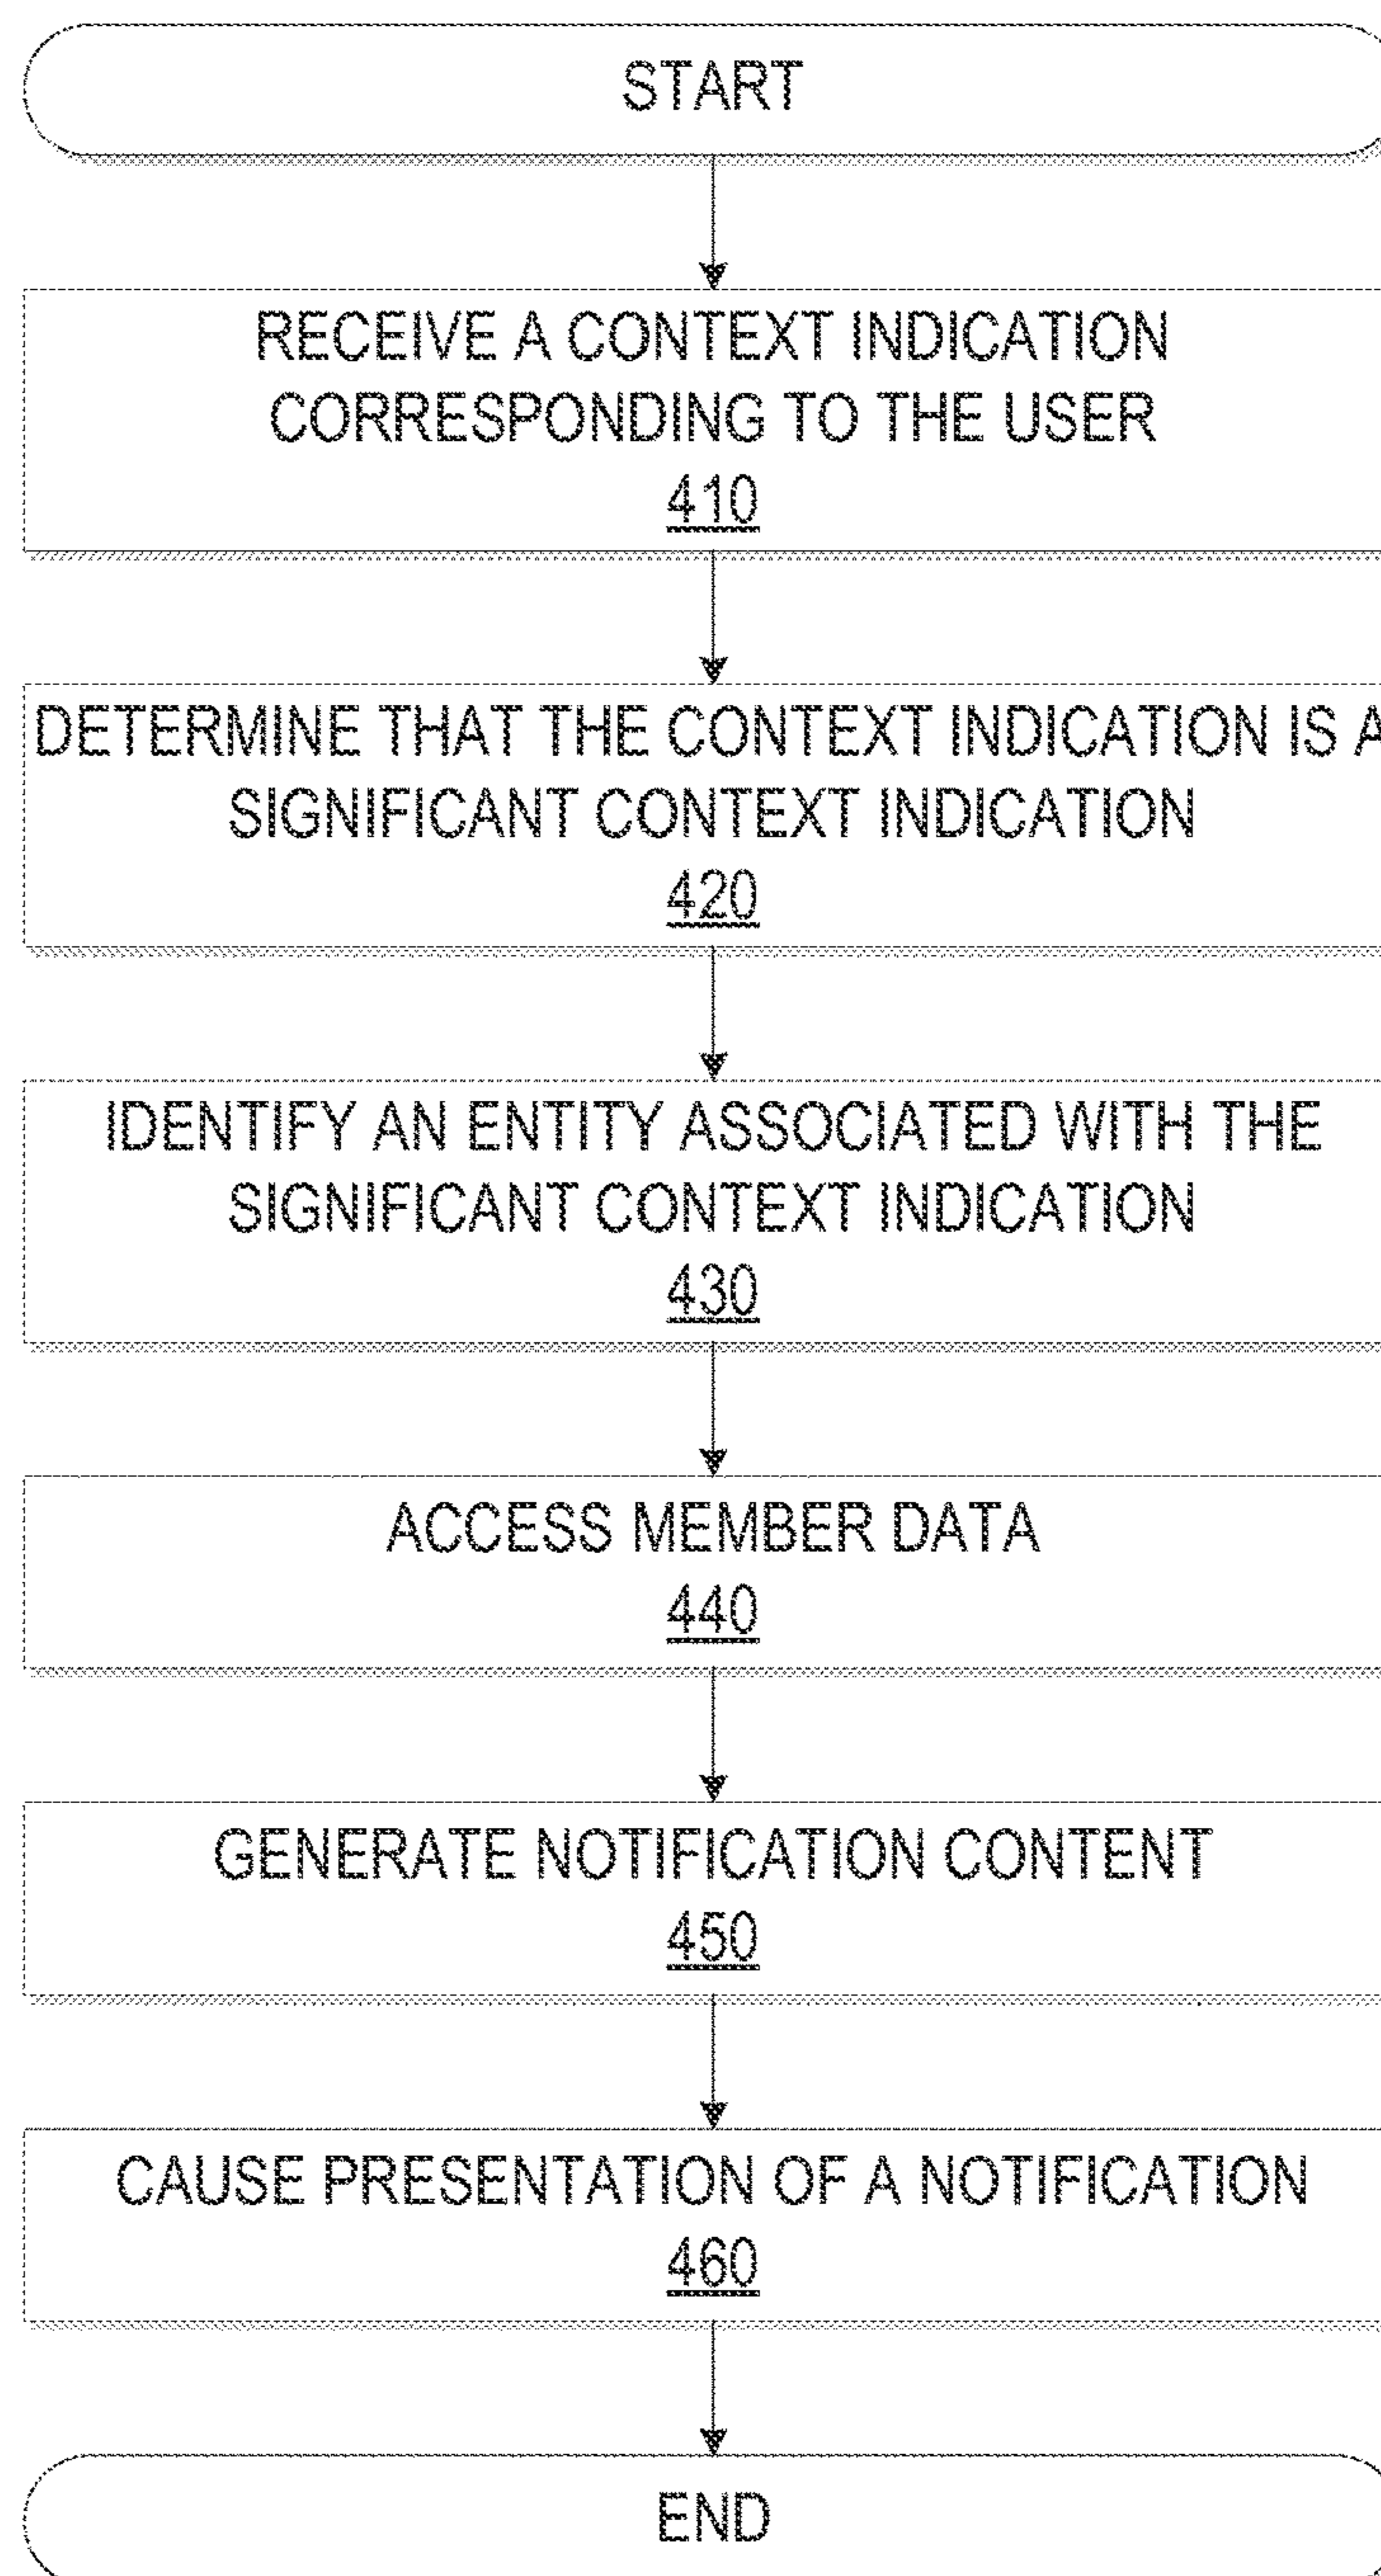 START
RECEIVE A CONTEXT INDICATION
CORRESPONDING TO THE USER
410
DETERMINE THAT THE CONTEXT INDICATION IS A
SIGNIFICANT CONTEXT INDICATION
420
IDENTIFY AN ENTITY ASSOCIATED WITH THE
SIGNIFICANT CONTEXT INDICATION
430
ACCESS MEMBER DATA
440
GENERATE NOTIFICATION CONTENT
450
CAUSE PRESENTATION OF A NOTIFICATION
460
END